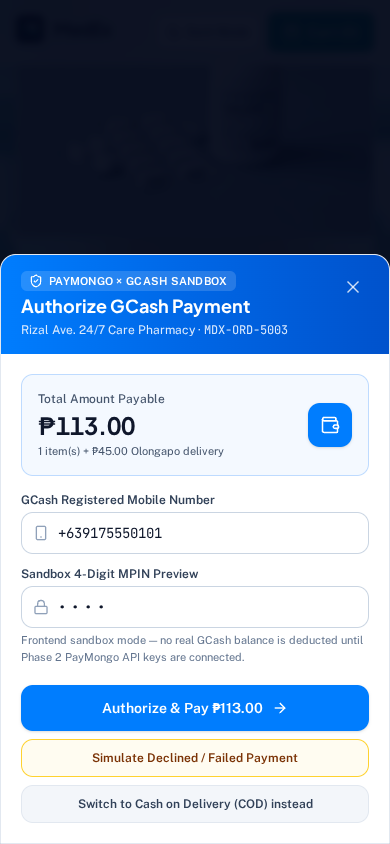 PAYMONGO × GCASH SANDBOX
Authorize GCash Payment
Rizal Ave. 24/7 Care Pharmacy · MDX-ORD-5003
Total Amount Payable
₱113.00
1 item(s) + ₱45.00 Olongapo delivery
GCash Registered Mobile Number
+639175550101
Sandbox 4-Digit MPIN Preview
••••
Frontend sandbox mode — no real GCash balance is deducted until
Phase 2 PayMongo API keys are connected.
Authorize & Pay ₱113.00 →
Simulate Declined / Failed Payment
Switch to Cash on Delivery (COD) instead